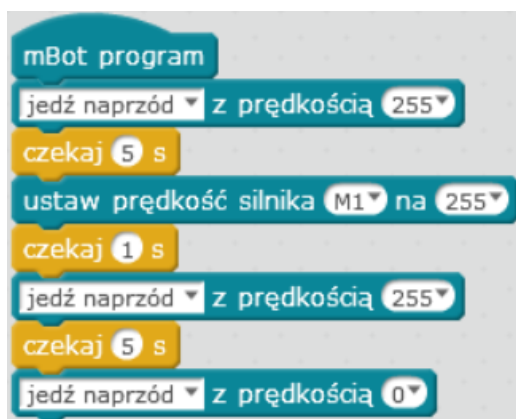 mBot program
jedź naprzód z prędkością 255
czekaj 5 s
ustaw prędkość silnika M1 na 255
czekaj 1 s
jedź naprzód z prędkością 255
czekaj 5 s
jedź naprzód z prędkością 0